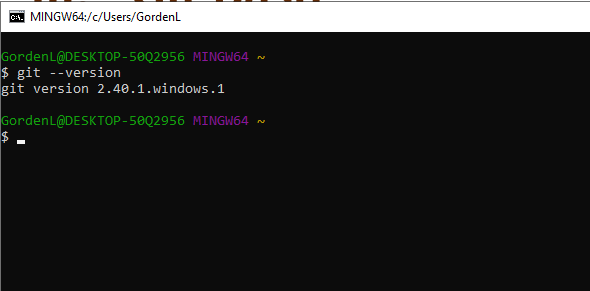 MINGW64:/c/Users/GordenL
GordenL@DESKTOP-50Q2956 MINGW64 ~
$ git --version
git version 2.40.1.windows.1
GordenL@DESKTOP-50Q2956 MINGW64 ~
$